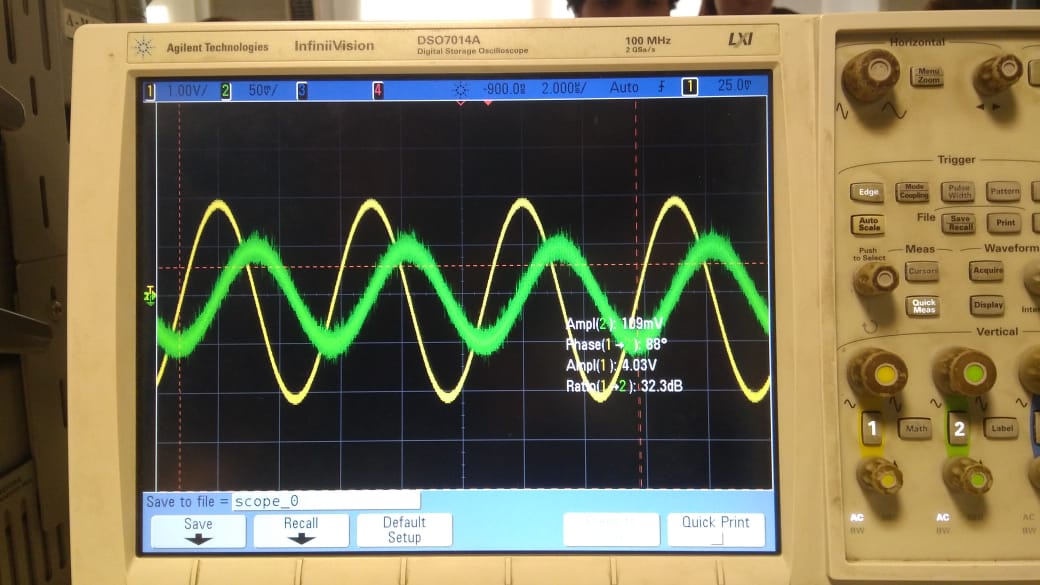 Agilent Technologies InfiniiVision DSO7014A 100 MHz LXI
Digital Storage Oscilloscope 2 GSa/s
1 1.00V/ 2 50mV/ 3 4 -900.0 2.000 Auto 1 25.0
Ampl(2): 109mV
Phase(1→ ): 88°
Ampl(1): 4.03V
Ratio(1→2): 32.3dB
Save to file = scope_0
Save
Recall
Default
Setup
Quick Print
Horizontal
Menu
Zoom
Trigger
Edge
Mode
Coupling
Pulse
Width
Pattern
File
Auto
Scale
Save
Recall
Print
Push
to Select
Meas
Waveform
Cursors
Acquire
Quick
Meas
Display
Vertical
1
Math
2
Label
AC
BW
AC
BW
AC
BW